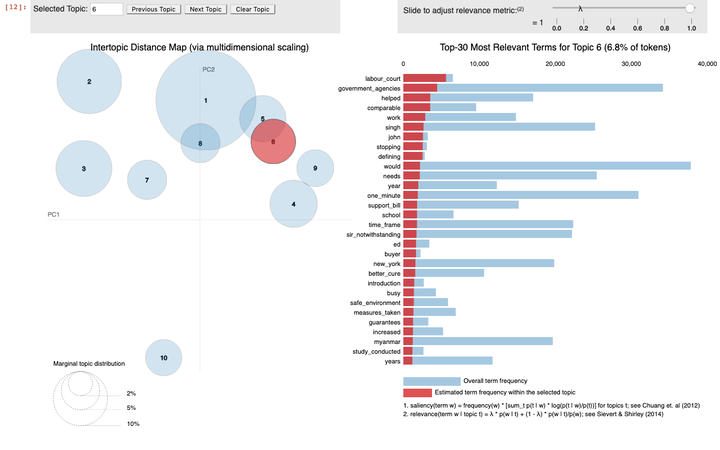 [12]:
Selected Topic: 6
Previous Topic
Next Topic
Clear Topic
Slide to adjust relevance metric:(2)
λ
= 1
0.0 0.2 0.4 0.6 0.8 1.0
Intertopic Distance Map (via multidimensional scaling)
PC2
2
1
5
8
6
3
7
9
4
PC1
10
Marginal topic distribution
2%
5%
10%
Top-30 Most Relevant Terms for Topic 6 (6.8% of tokens)
0 10,000 20,000 30,000 40,000
labour_court
government_agencies
helped
comparable
work
singh
john
stopping
defining
would
needs
year
one_minute
support_bill
school
time_frame
sir_notwithstanding
ed
buyer
new_york
better_cure
introduction
busy
safe_environment
measures_taken
guarantees
increased
myanmar
study_conducted
years
Overall term frequency
Estimated term frequency within the selected topic
1. saliency(term w) = frequency(w) * [sum_t p(t | w) * log(p(t | w)/p(t))] for topics t; see Chuang et. al (2012)
2. relevance(term w | topic t) = λ * p(w | t) + (1 - λ) * p(w | t)/p(w); see Sievert & Shirley (2014)